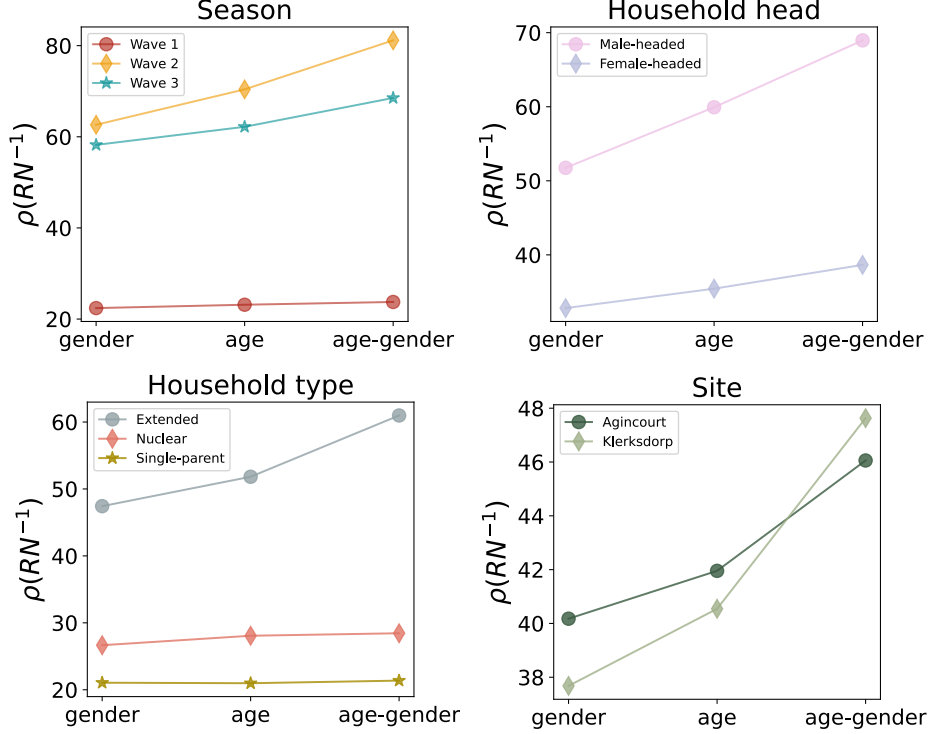 Season
ρ(RN⁻¹)
80
60
40
20
Wave 1
Wave 2
Wave 3
gender age age-gender
Household head
ρ(RN⁻¹)
70
60
50
40
Male-headed
Female-headed
gender age age-gender
Household type
ρ(RN⁻¹)
60
50
40
30
20
Extended
Nuclear
Single-parent
gender age age-gender
Site
ρ(RN⁻¹)
48
46
44
42
40
38
Agincourt
Klerksdorp
gender age age-gender